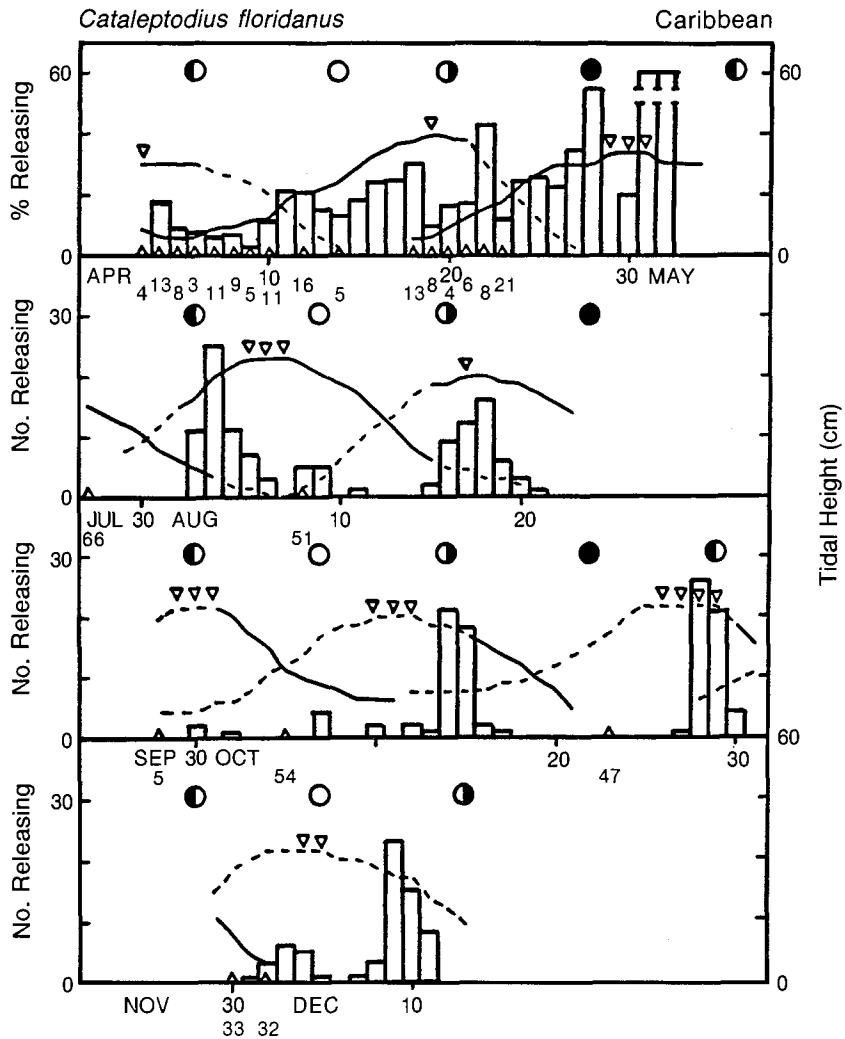 Cataleptodius floridanus Caribbean
60 60
% Releasing
0 0
APR 10 20 30 MAY
4 13 8 3 11 9 5 11 16 5 13 8 4 6 8 21
30
No. Releasing
0
JUL 30 AUG 10 20
66 51
Tidal Height (cm)
30
No. Releasing
0 60
SEP 30 OCT 20 30
5 54 47
30
No. Releasing
0 0
NOV 30 DEC 10
33 32